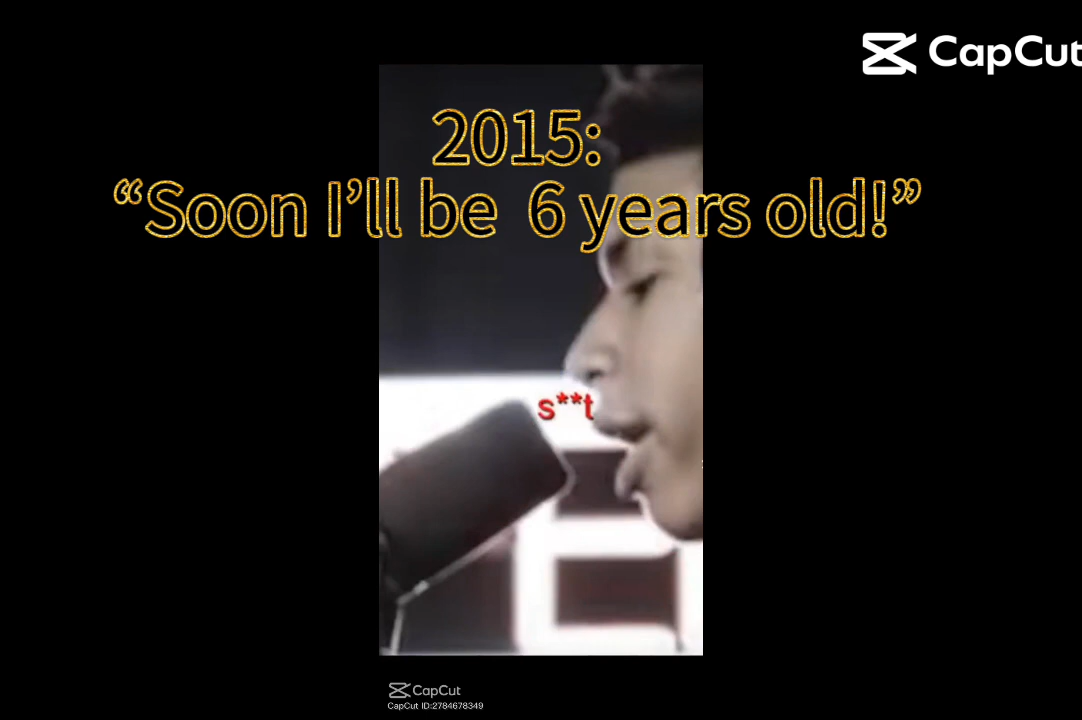 CapCut
2015:
“Soon I’ll be 6 years old!”
s**t
CapCut
CapCut ID:2784678349